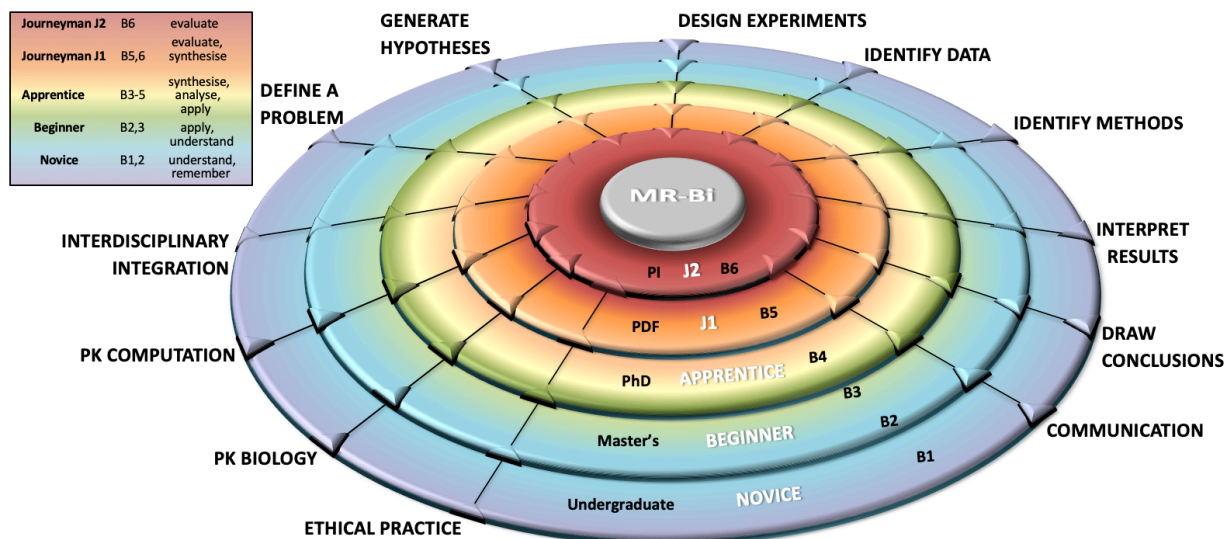 Journeyman J2 B6 evaluate
Journeyman J1 B5,6 evaluate,
synthesise
Apprentice B3-5 synthesise,
analyse,
apply
Beginner B2,3 apply,
understand
Novice B1,2 understand,
remember
GENERATE
HYPOTHESES
DESIGN EXPERIMENTS
IDENTIFY DATA
DEFINE A
PROBLEM
IDENTIFY METHODS
INTERDISCIPLINARY
INTEGRATION
INTERPRET
RESULTS
PK COMPUTATION
DRAW
CONCLUSIONS
PK BIOLOGY
COMMUNICATION
ETHICAL PRACTICE
MR-Bi
PI J2 B6
PDF J1 B5
PhD APPRENTICE B4
B3
Master's BEGINNER B2
Undergraduate NOVICE B1